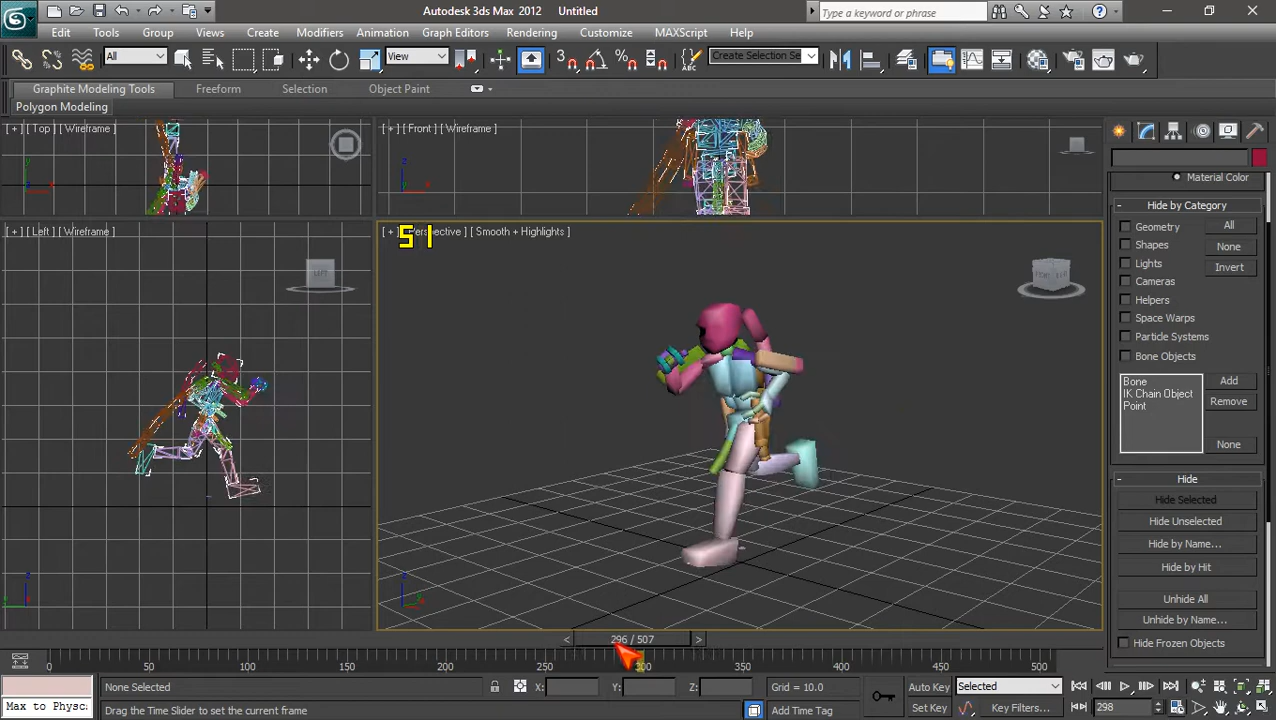 Autodesk 3ds Max 2012 Untitled
Type a keyword or phrase
Edit Tools Group Views Create Modifiers Animation Graph Editors Rendering Customize MAXScript Help
All View 3 Create Selection Se
Graphite Modeling Tools Freeform Selection Object Paint
Polygon Modeling
[ + ] [ Top ] [ Wireframe ] [ + ] [ Front ] [ Wireframe ]
Material Color
Hide by Category
Geometry All
Shapes None
Lights Invert
Cameras
Helpers
Space Warps
Particle Systems
Bone Objects
[ + ] [ Left ] [ Wireframe ] [ + ] Perspective ] [ Smooth + Highlights ]
LEFT
Bone Add
IK Chain Object Remove
Point
None
Hide
Hide Selected
Hide Unselected
Hide by Name...
Hide by Hit
Unhide All
Unhide by Name...
Hide Frozen Objects
< 296 / 507 >
0 50 100 150 200 250 300 350 400 450 500
None Selected X: Y: Z: Grid = 10.0 Auto Key Selected
Max to Physc Drag the Time Slider to set the current frame Add Time Tag Set Key Key Filters... 298